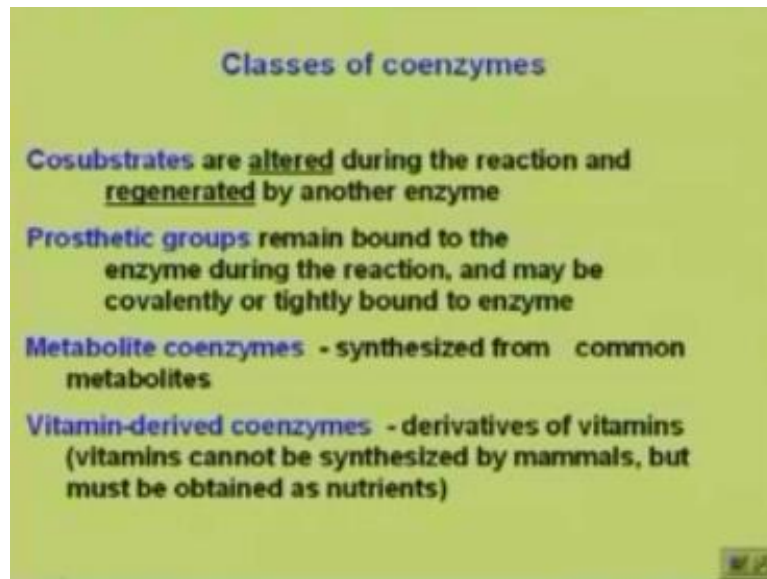 Classes of coenzymes
Cosubstrates are altered during the reaction and
regenerated by another enzyme
Prosthetic groups remain bound to the
enzyme during the reaction, and may be
covalently or tightly bound to enzyme
Metabolite coenzymes - synthesized from common
metabolites
Vitamin-derived coenzymes - derivatives of vitamins
(vitamins cannot be synthesized by mammals, but
must be obtained as nutrients)